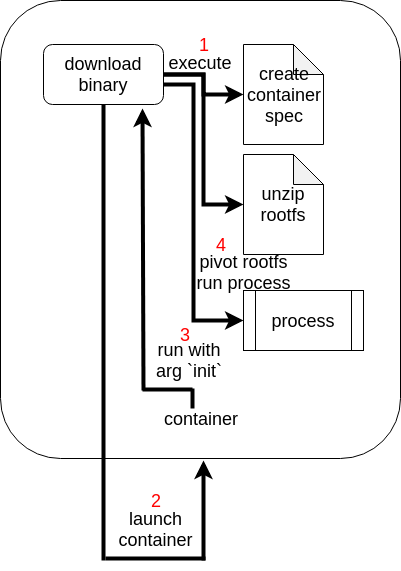 1
execute
download
binary
create
container
spec
unzip
rootfs
4
pivot rootfs
run process
process
3
run with
arg `init`
container
2
launch
container